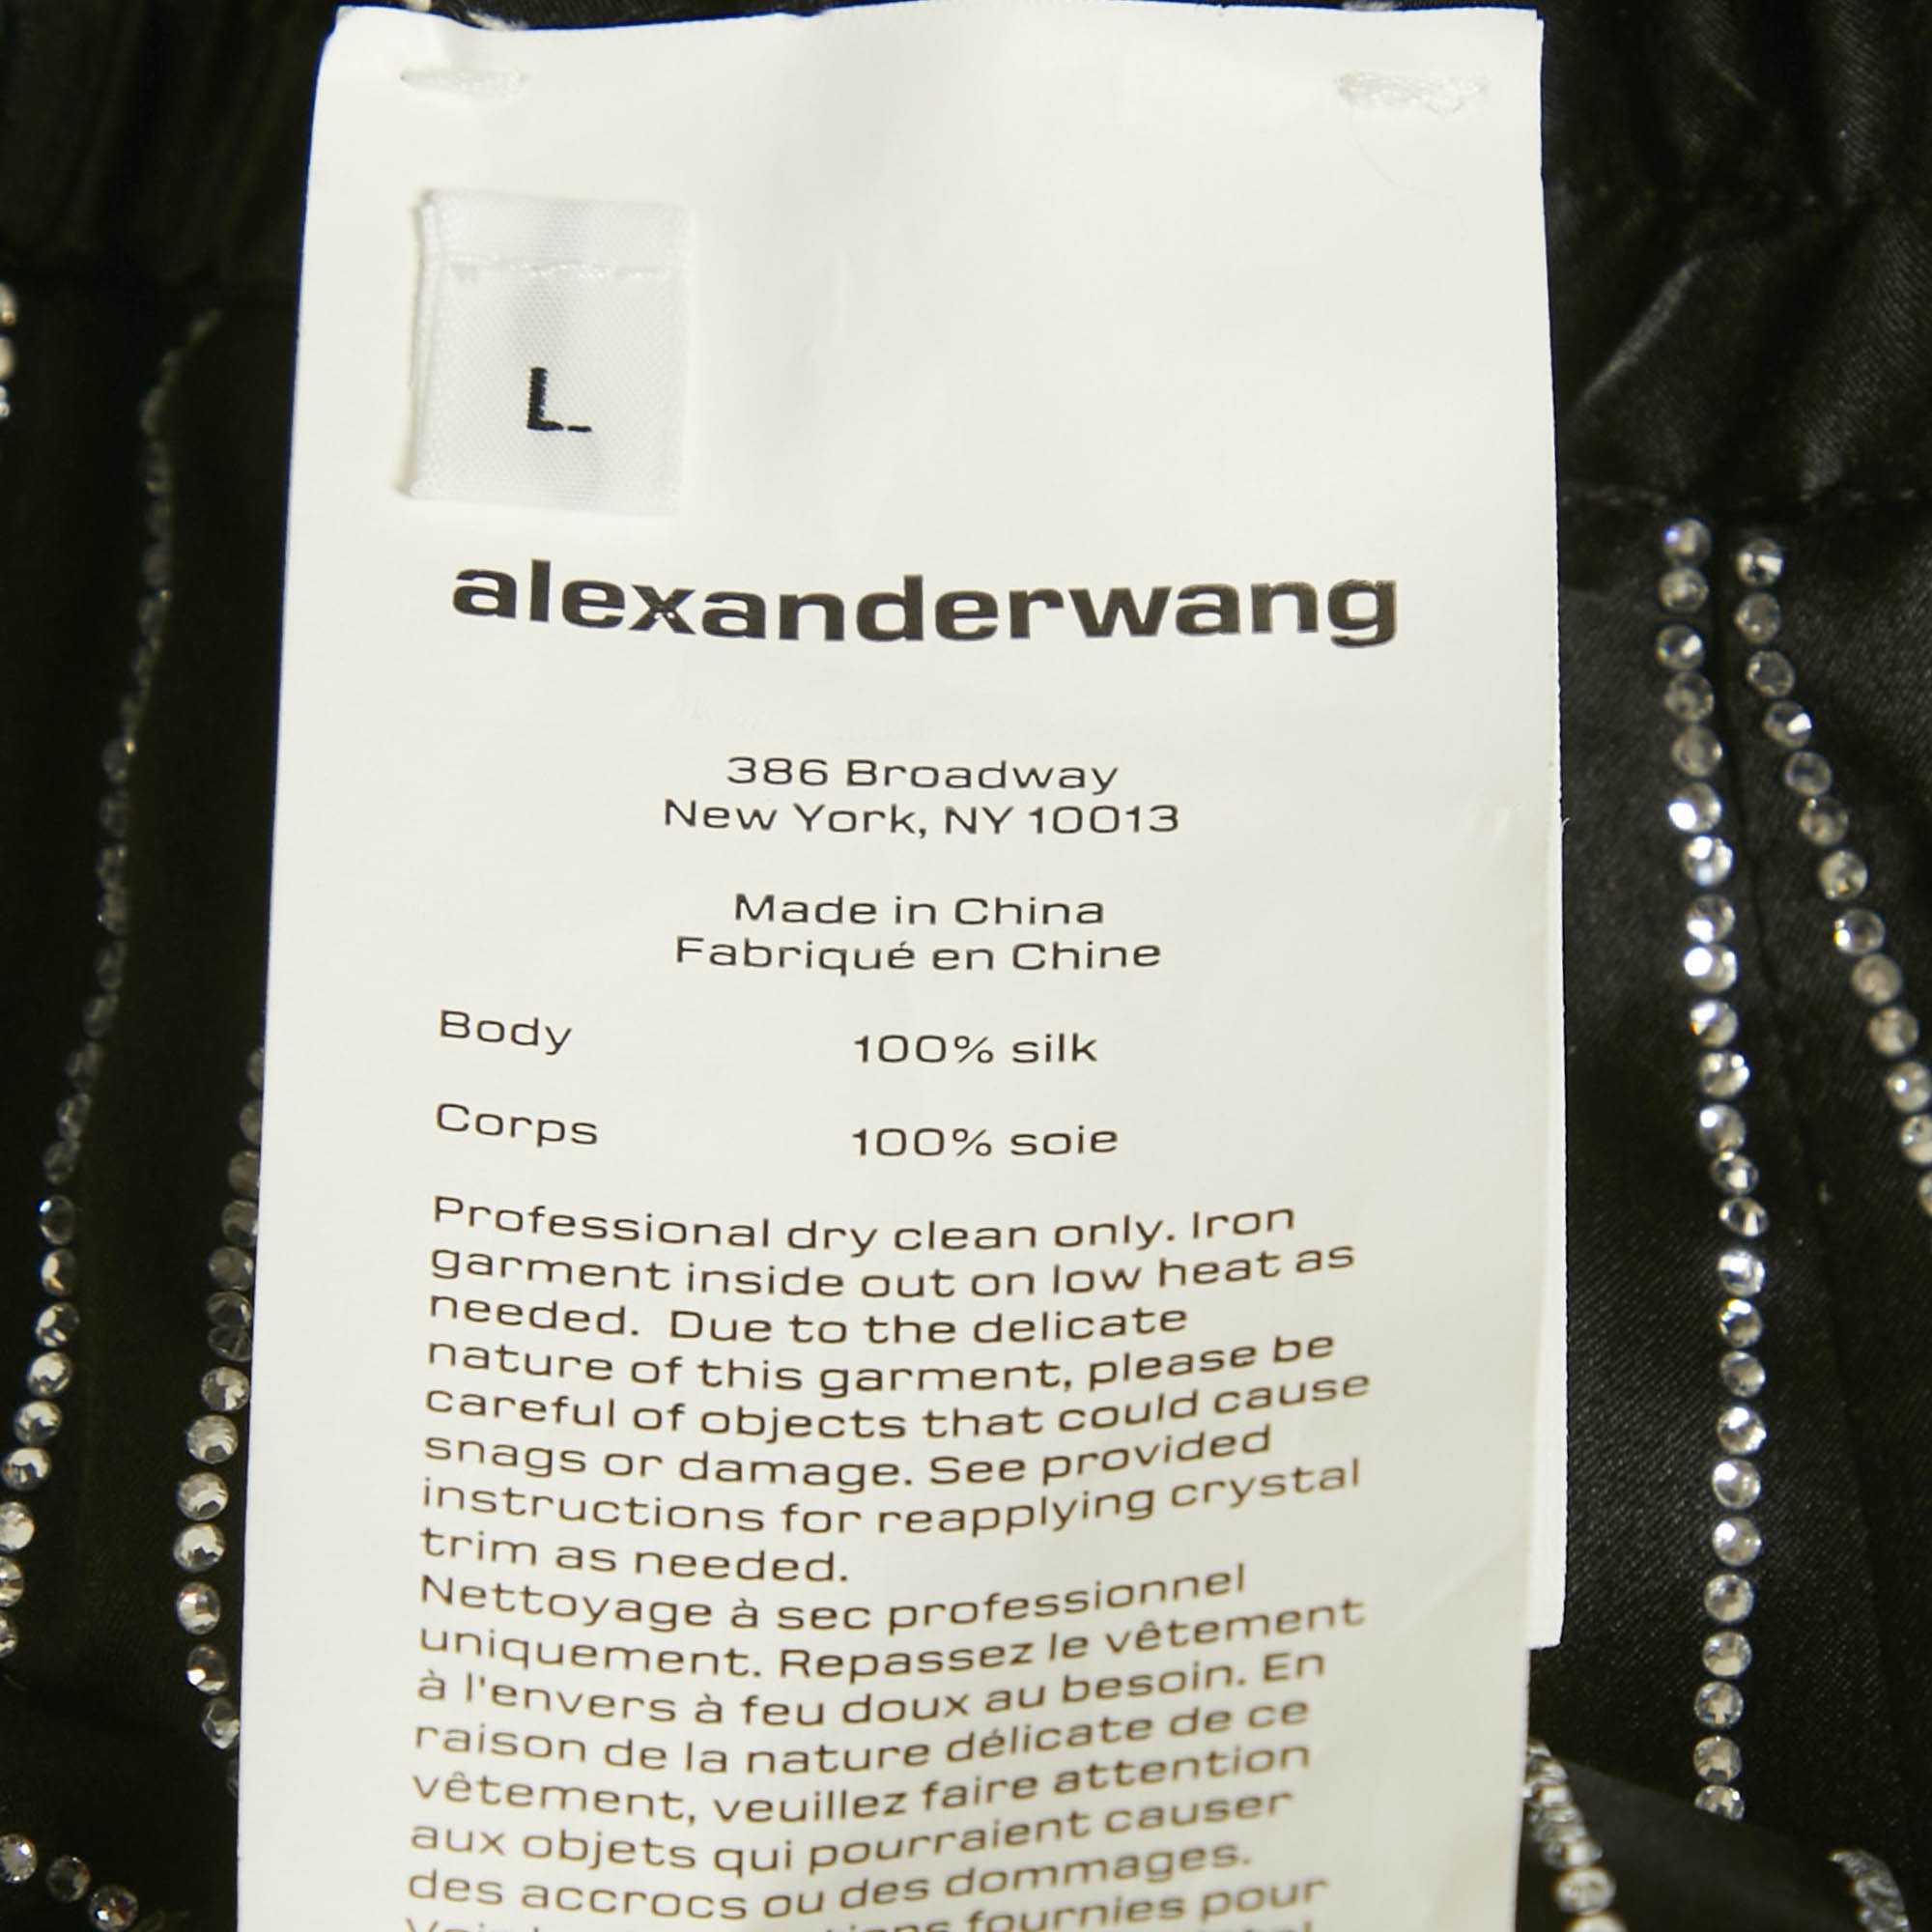 L
alexanderwang
386 Broadway
New York, NY 10013
Made in China
Fabriqué en Chine
Body 100% silk
Corps 100% soie
Professional dry clean only. Iron
garment inside out on low heat as
needed. Due to the delicate
nature of this garment, please be
careful of objects that could cause
snags or damage. See provided
instructions for reapplying crystal
trim as needed.
Nettoyage à sec professionnel
uniquement. Repassez le vêtement
à l'envers à feu doux au besoin. En
raison de la nature délicate de ce
vêtement, veuillez faire attention
aux objets qui pourraient causer
des accrocs ou des dommages.
fournies pour